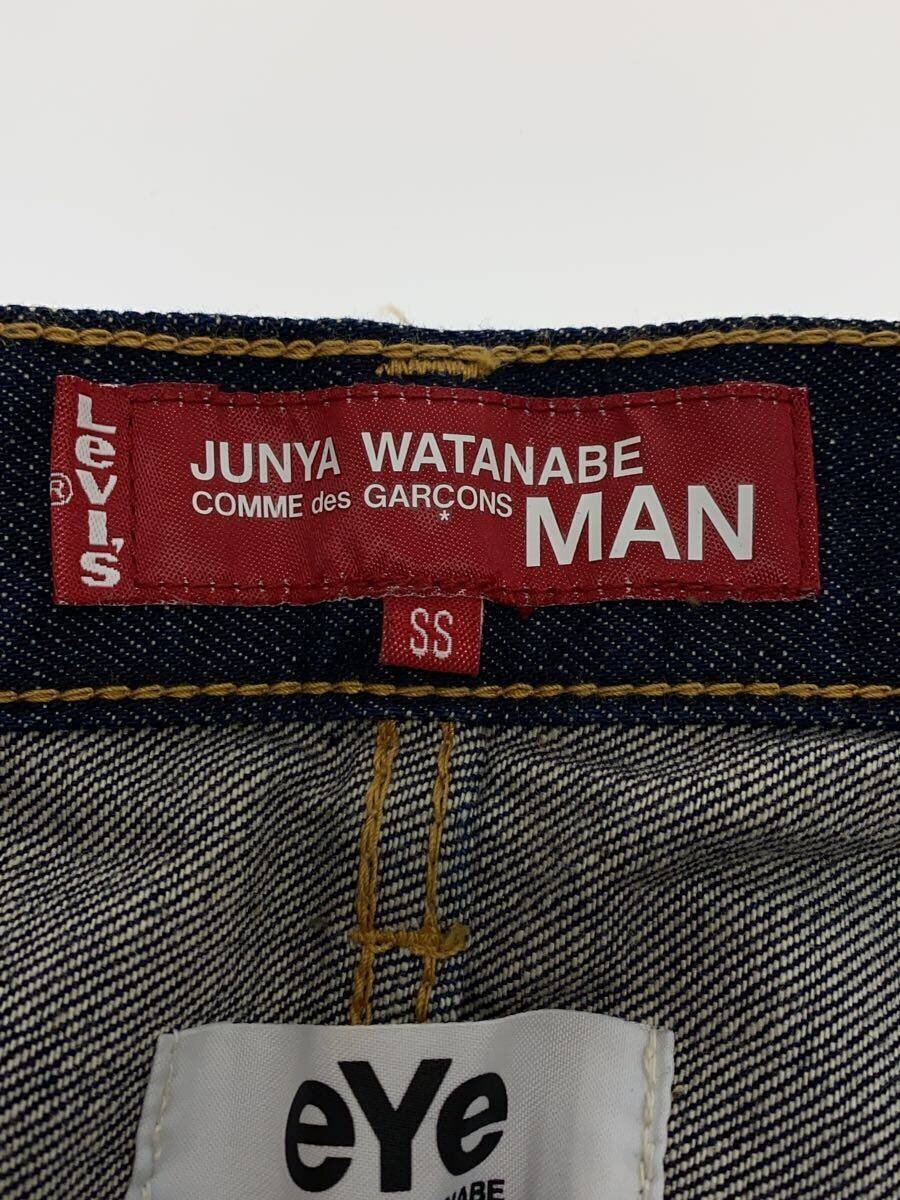 Levi's
®
JUNYA WATANABE
COMME des GARÇONS
*
MAN
SS
eYe